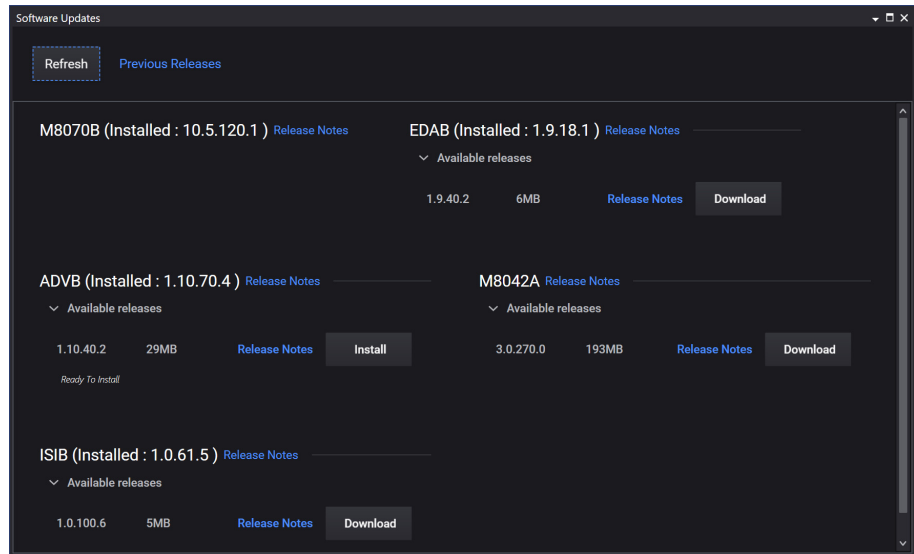 Software Updates
Refresh
Previous Releases
M8070B (Installed : 10.5.120.1 ) Release Notes
EDAB (Installed : 1.9.18.1 ) Release Notes
Available releases
1.9.40.2 6MB Release Notes Download
ADVB (Installed : 1.10.70.4 ) Release Notes
Available releases
1.10.40.2 29MB Release Notes Install
Ready To Install
M8042A Release Notes
Available releases
3.0.270.0 193MB Release Notes Download
ISIB (Installed : 1.0.61.5 ) Release Notes
Available releases
1.0.100.6 5MB Release Notes Download